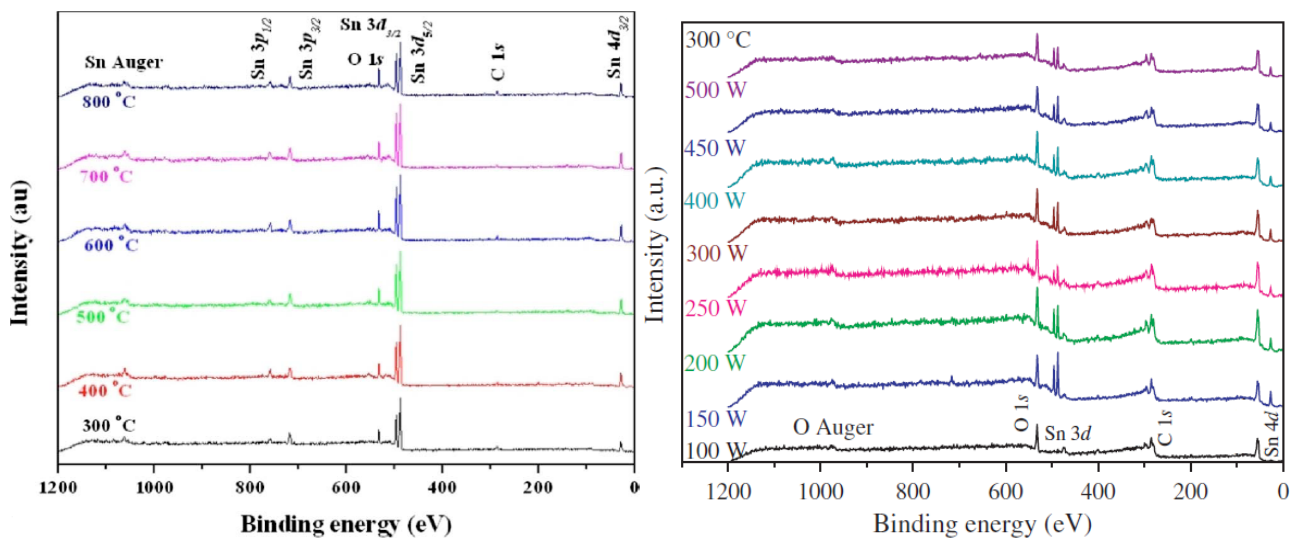 Sn Auger
Sn 3p1/2
Sn 3p3/2
Sn 3d3/2
O 1s
Sn 3d5/2
C 1s
Sn 4d3/2
800 °C
700 °C
600 °C
500 °C
400 °C
300 °C
Intensity (au)
1200 1000 800 600 400 200 0
Binding energy (eV)
300 °C
500 W
450 W
400 W
300 W
250 W
200 W
150 W
100 W
O Auger
O 1s
Sn 3d
C 1s
Sn 4d
Intensity (a.u.)
1200 1000 800 600 400 200 0
Binding energy (eV)